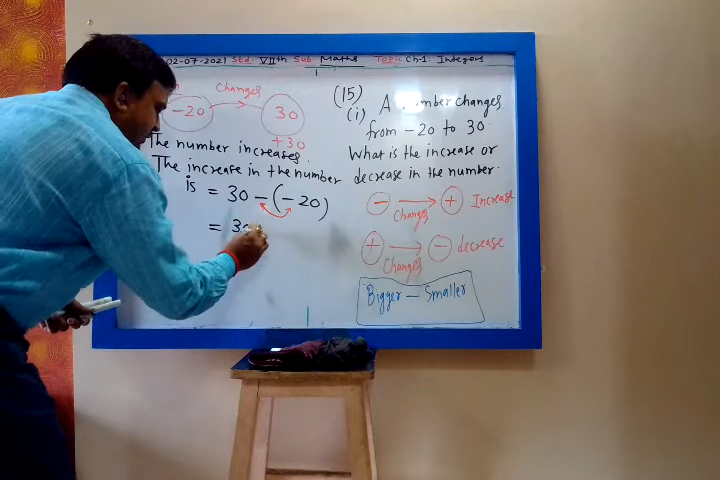 02-07-2021 Std: VIIth Sub Maths Topic Ch-1: Integers
Changes
-20
30
+30
The number increases.
The increase in the number
is = 30 - (-20)
= 30
(15)
(i) A number changes
from -20 to 30.
What is the increase or
decrease in the number.
- Changes + Increase
+ Changes - decrease
Bigger - Smaller